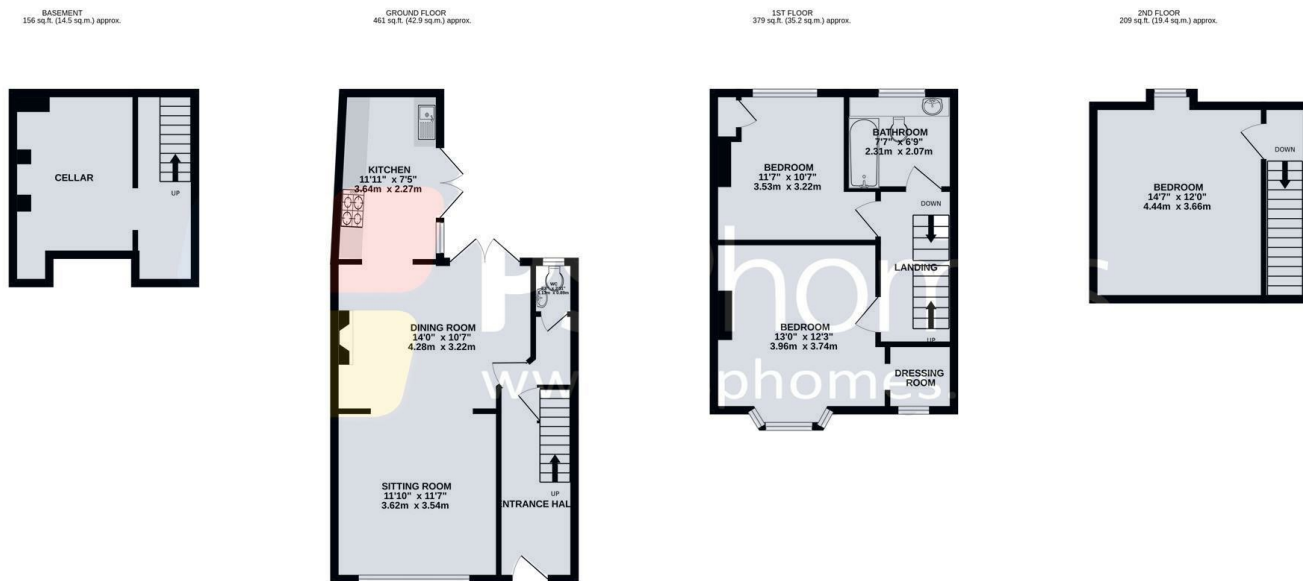 BASEMENT
156 sq.ft. (14.5 sq.m.) approx.
CELLAR
UP
GROUND FLOOR
461 sq.ft. (42.9 sq.m.) approx.
KITCHEN
11'11" x 7'5"
3.64m x 2.27m
WC
DINING ROOM
14'0" x 10'7"
4.28m x 3.22m
SITTING ROOM
11'10" x 11'7"
3.62m x 3.54m
UP
ENTRANCE HALL
1ST FLOOR
379 sq.ft. (35.2 sq.m.) approx.
BATHROOM
7'7" x 6'9"
2.31m x 2.07m
BEDROOM
11'7" x 10'7"
3.53m x 3.22m
DOWN
LANDING
UP
BEDROOM
13'0" x 12'3"
3.96m x 3.74m
DRESSING
ROOM
2ND FLOOR
209 sq.ft. (19.4 sq.m.) approx.
DOWN
BEDROOM
14'7" x 12'0"
4.44m x 3.66m